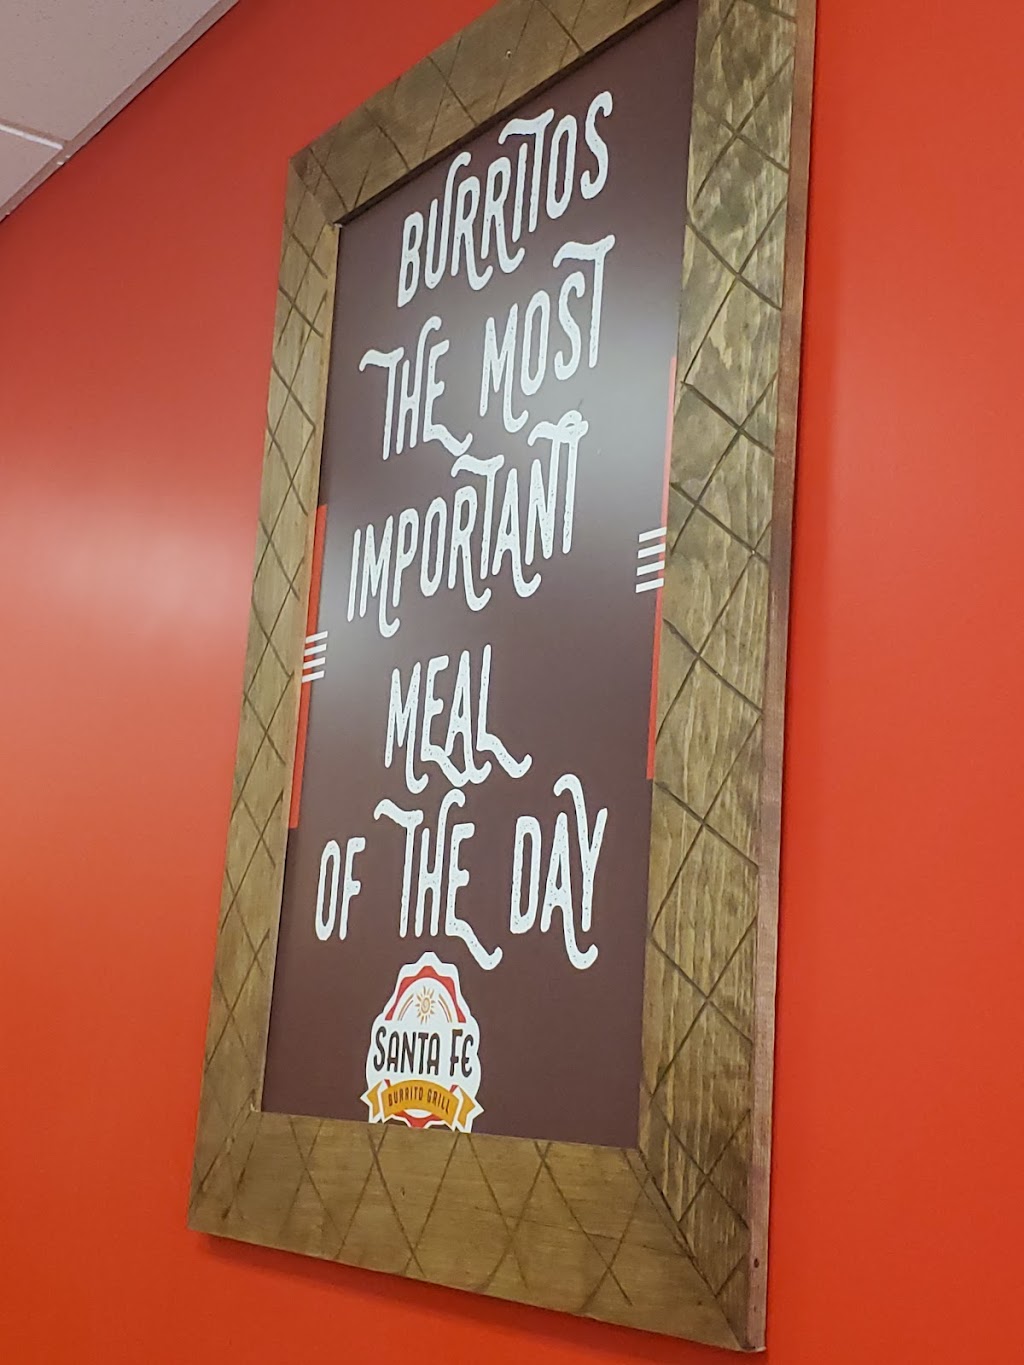 BURRITOS
THE MOST
IMPORTANT
MEAL
OF THE DAY
SANTA FE
BURRITO GRILL